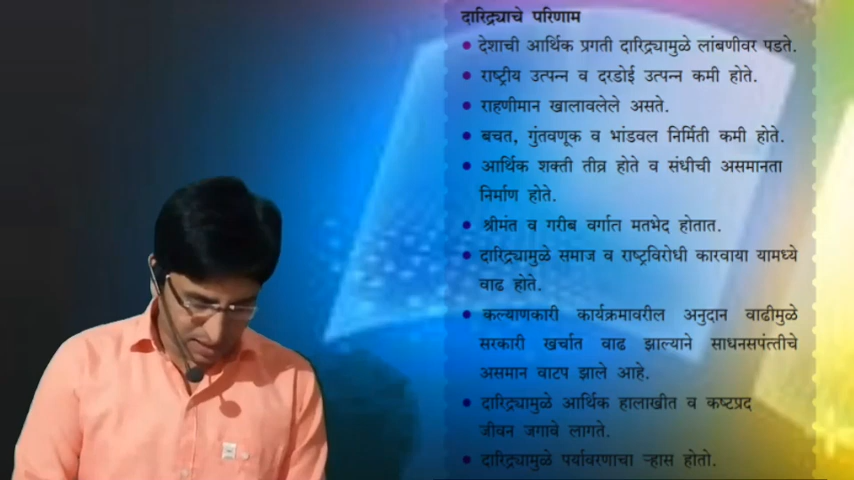 दारिद्र्याचे परिणाम
• देशाची आर्थिक प्रगती दारिद्र्यामुळे लांबणीवर पडते.
• राष्ट्रीय उत्पन्न व दरडोई उत्पन्न कमी होते.
• राहणीमान खालावलेले असते.
• बचत, गुंतवणूक व भांडवल निर्मिती कमी होते.
• आर्थिक शक्ती तीव्र होते व संधीची असमानता
निर्माण होते.
• श्रीमंत व गरीब वर्गात मतभेद होतात.
• दारिद्र्यामुळे समाज व राष्ट्रविरोधी कारवाया यामध्ये
वाढ होते.
• कल्याणकारी कार्यक्रमावरील अनुदान वाढीमुळे
सरकारी खर्चात वाढ झाल्याने साधनसपंत्तीचे
असमान वाटप झाले आहे.
• दारिद्र्यामुळे आर्थिक हालाखीत व कष्टप्रद
जीवन जगावे लागते.
• दारिद्र्यामुळे पर्यावरणाचा ऱ्हास होतो.